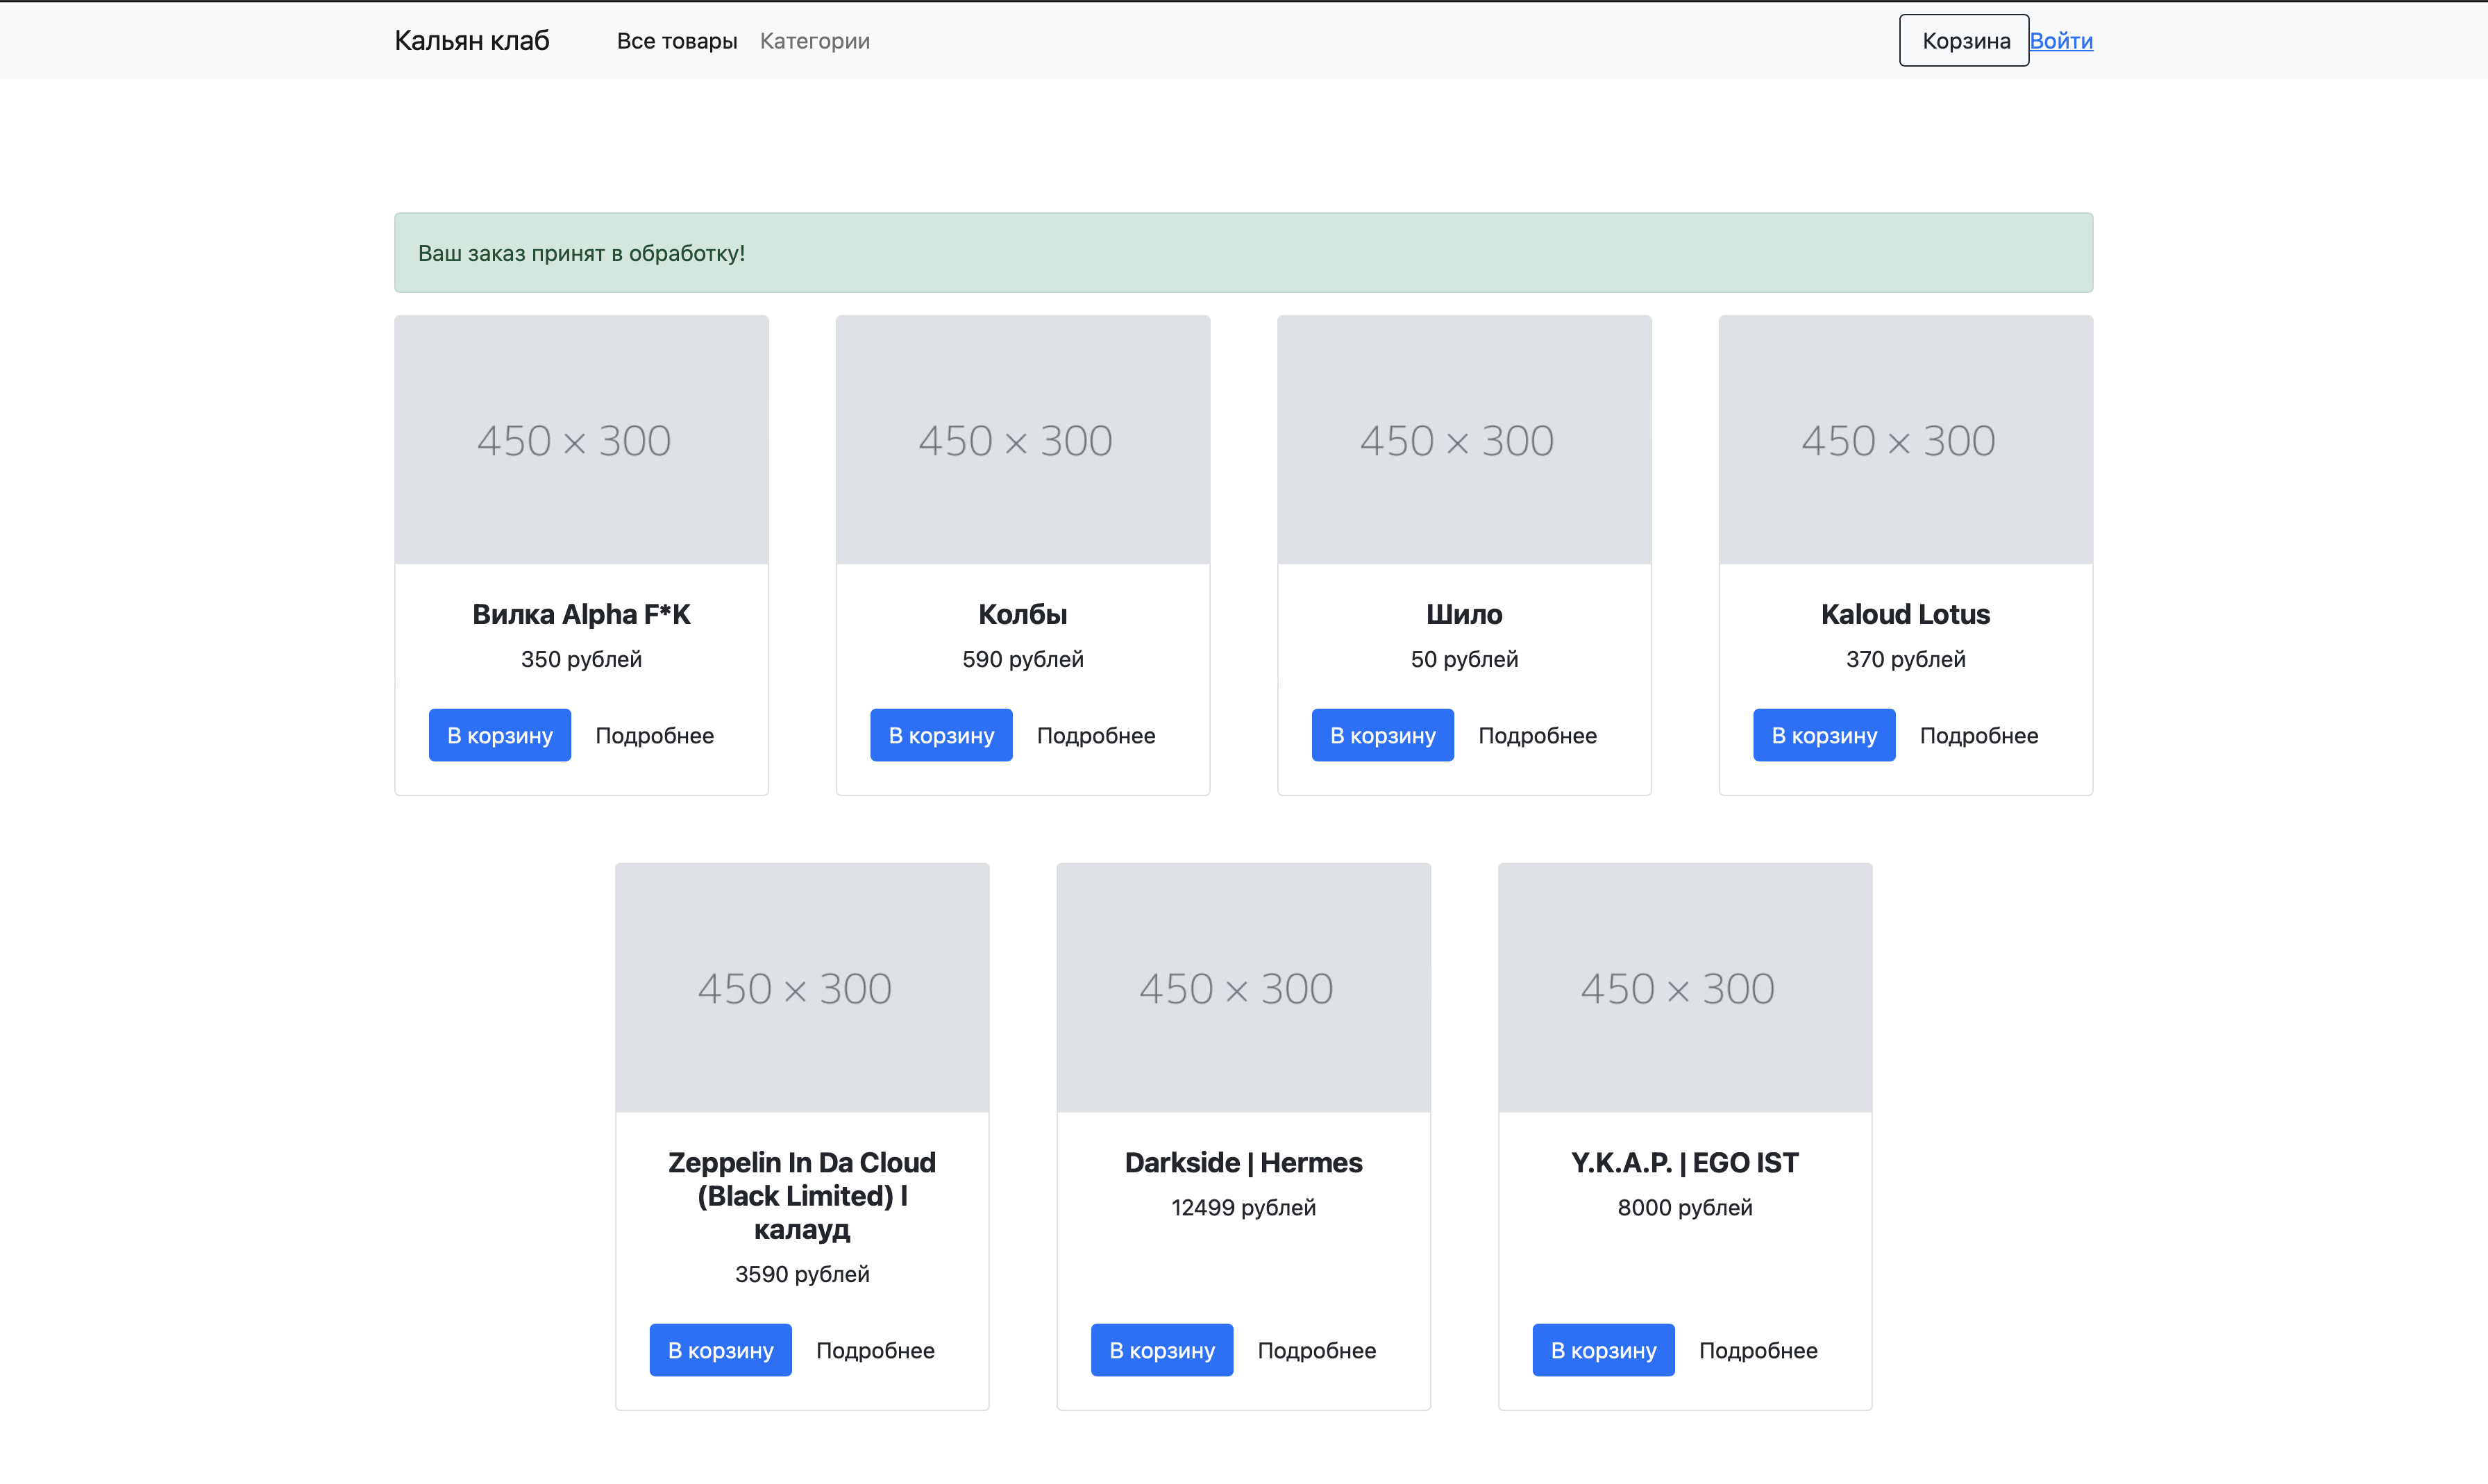 Кальян клаб Все товары Категории Корзина Войти
Ваш заказ принят в обработку!
450 × 300 450 × 300 450 × 300 450 × 300
Вилка Alpha F*K Колбы Шило Kaloud Lotus
350 рублей 590 рублей 50 рублей 370 рублей
В корзину Подробнее В корзину Подробнее В корзину Подробнее В корзину Подробнее
450 × 300 450 × 300 450 × 300
Zeppelin In Da Cloud Darkside | Hermes Y.K.A.P. | EGO IST
(Black Limited) l 12499 рублей 8000 рублей
калауд
3590 рублей
В корзину Подробнее В корзину Подробнее В корзину Подробнее